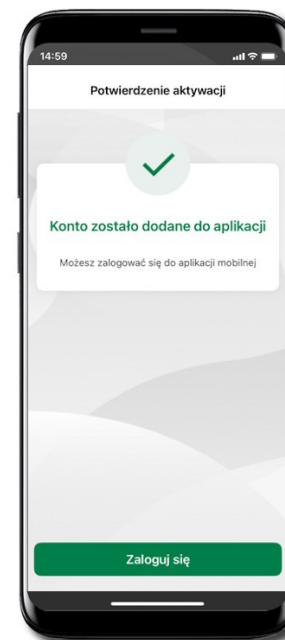 14:59
Potwierdzenie aktywacji
Konto zostało dodane do aplikacji
Możesz zalogować się do aplikacji mobilnej
Zaloguj się